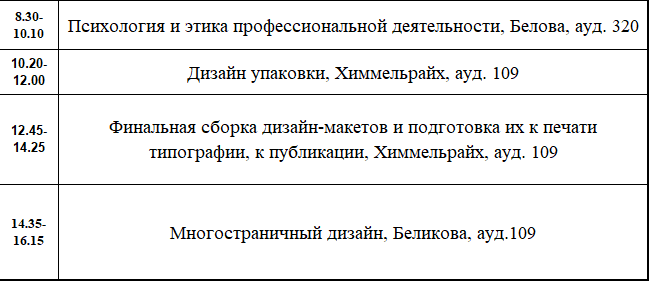 8.30-
10.10
Психология и этика профессиональной деятельности, Белова, ауд. 320
10.20-
12.00
Дизайн упаковки, Химмельрайх, ауд. 109
12.45-
14.25
Финальная сборка дизайн-макетов и подготовка их к печати
типографии, к публикации, Химмельрайх, ауд. 109
14.35-
16.15
Многостраничный дизайн, Беликова, ауд.109